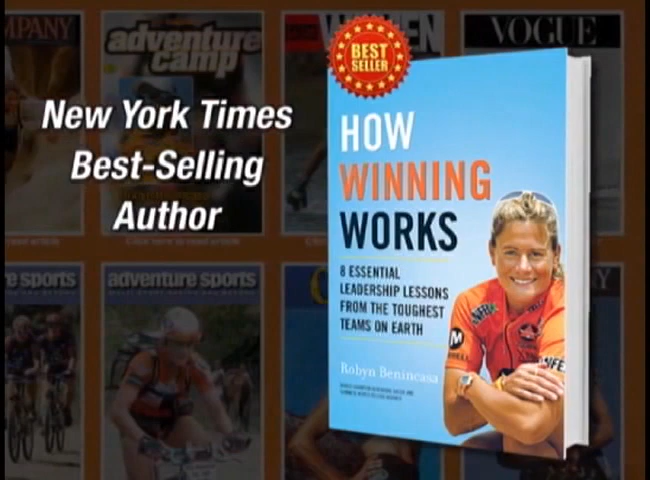 MPANY
adventure
camp
WOMEN
VOGUE
BEST
SELLER
New York Times
Best-Selling
Author
HOW
WINNING
WORKS
8 ESSENTIAL
LEADERSHIP LESSONS
FROM THE TOUGHEST
TEAMS ON EARTH
Robyn Benincasa
e sports
adventure sports
M